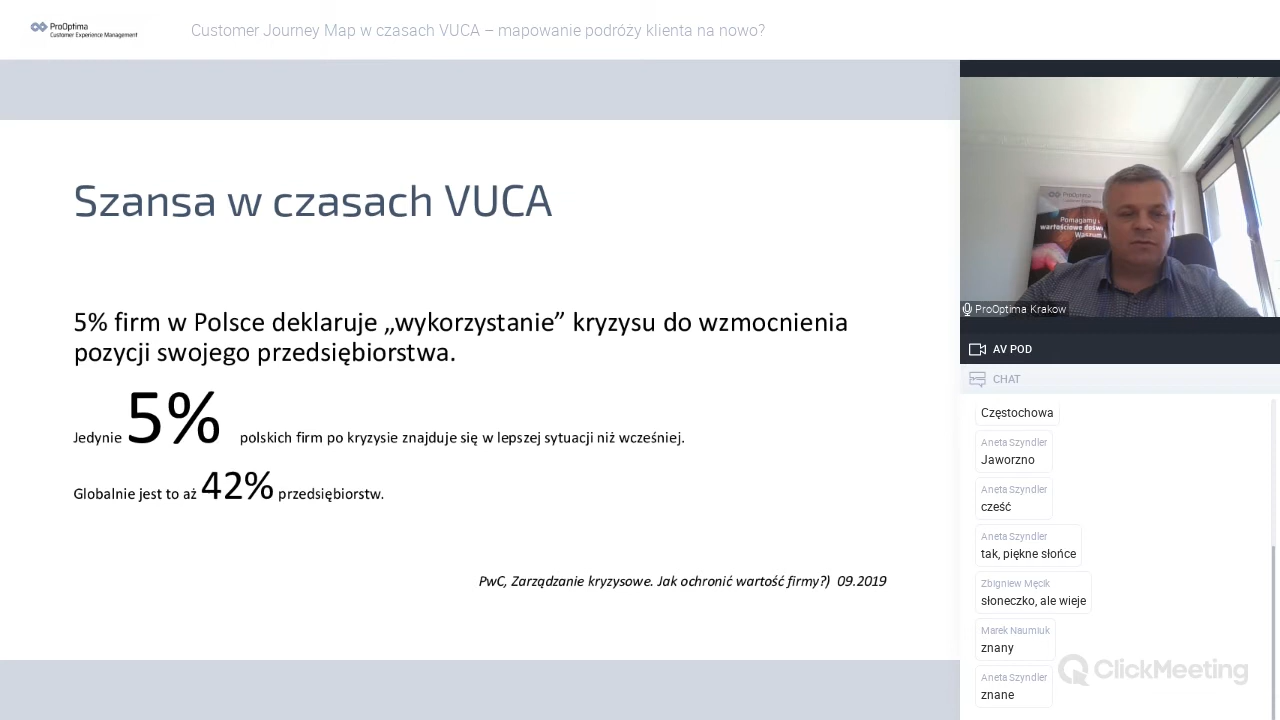 ProOptima
Customer Experience Management
Customer Journey Map w czasach VUCA – mapowanie podróży klienta na nowo?
Szansa w czasach VUCA
5% firm w Polsce deklaruje „wykorzystanie” kryzysu do wzmocnienia
pozycji swojego przedsiębiorstwa.
Jedynie 5% polskich firm po kryzysie znajduje się w lepszej sytuacji niż wcześniej.
Globalnie jest to aż 42% przedsiębiorstw.
PwC, Zarządzanie kryzysowe. Jak ochronić wartość firmy?) 09.2019
ProOptima
Pomagamy
wartościowe
Waszym
ProOptima Krakow
AV POD
CHAT
Częstochowa
Aneta Szyndler
Jaworzno
Aneta Szyndler
cześć
Aneta Szyndler
tak, piękne słońce
Zbigniew Męcik
słoneczko, ale wieje
Marek Naumiuk
znany
Aneta Szyndler
znane
ClickMeeting